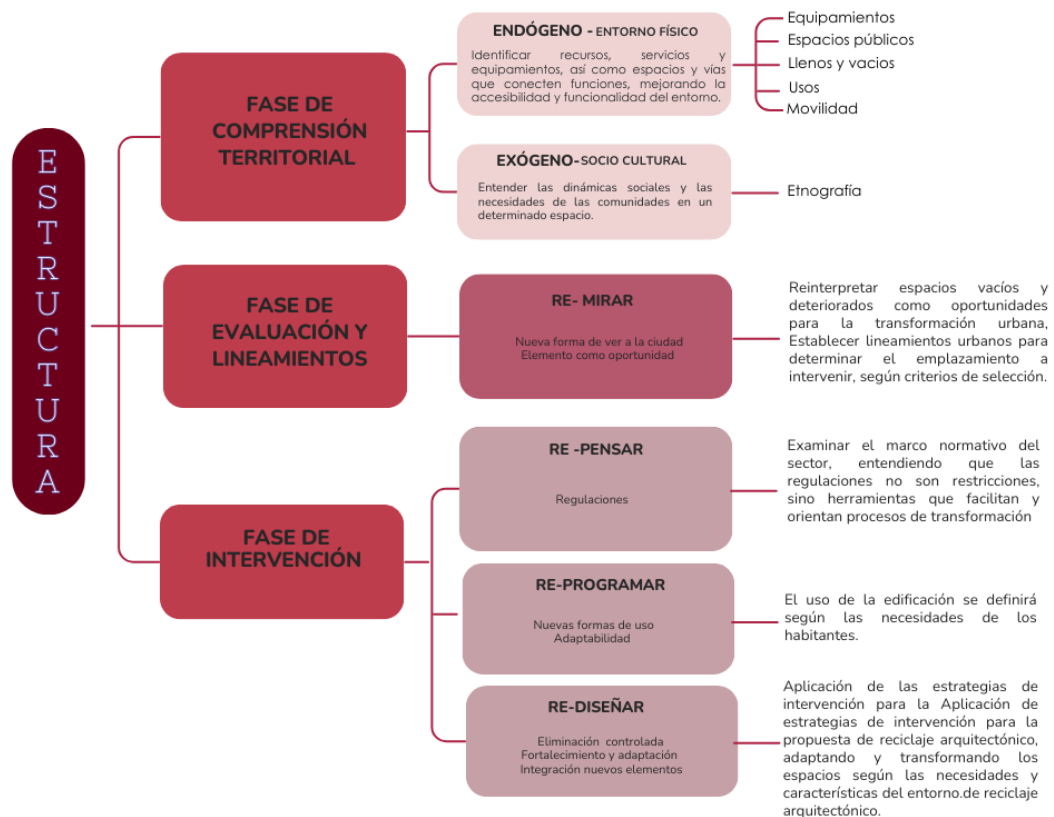 ESTRUCTURA
FASE DE
COMPRENSIÓN
TERRITORIAL
ENDÓGENO - ENTORNO FÍSICO
Identificar recursos, servicios y
equipamientos, así como espacios y vías
que conecten funciones, mejorando la
accesibilidad y funcionalidad del entorno.
Equipamientos
Espacios públicos
Llenos y vacios
Usos
Movilidad
EXÓGENO-SOCIO CULTURAL
Entender las dinámicas sociales y las
necesidades de las comunidades en un
determinado espacio.
Etnografía
FASE DE
EVALUACIÓN Y
LINEAMIENTOS
RE- MIRAR
Nueva forma de ver a la ciudad
Elemento como oportunidad
Reinterpretar espacios vacíos y
deteriorados como oportunidades
para la transformación urbana,
Establecer lineamientos urbanos para
determinar el emplazamiento a
intervenir, según criterios de selección.
FASE DE
INTERVENCIÓN
RE -PENSAR
Regulaciones
Examinar el marco normativo del
sector, entendiendo que las
regulaciones no son restricciones,
sino herramientas que facilitan y
orientan procesos de transformación
RE-PROGRAMAR
Nuevas formas de uso
Adaptabilidad
El uso de la edificación se definirá
según las necesidades de los
habitantes.
RE-DISEÑAR
Eliminación controlada
Fortalecimiento y adaptación
Integración nuevos elementos
Aplicación de las estrategias de
intervención para la Aplicación de
estrategias de intervención para la
propuesta de reciclaje arquitectónico,
adaptando y transformando los
espacios según las necesidades y
características del entorno.de reciclaje
arquitectónico.